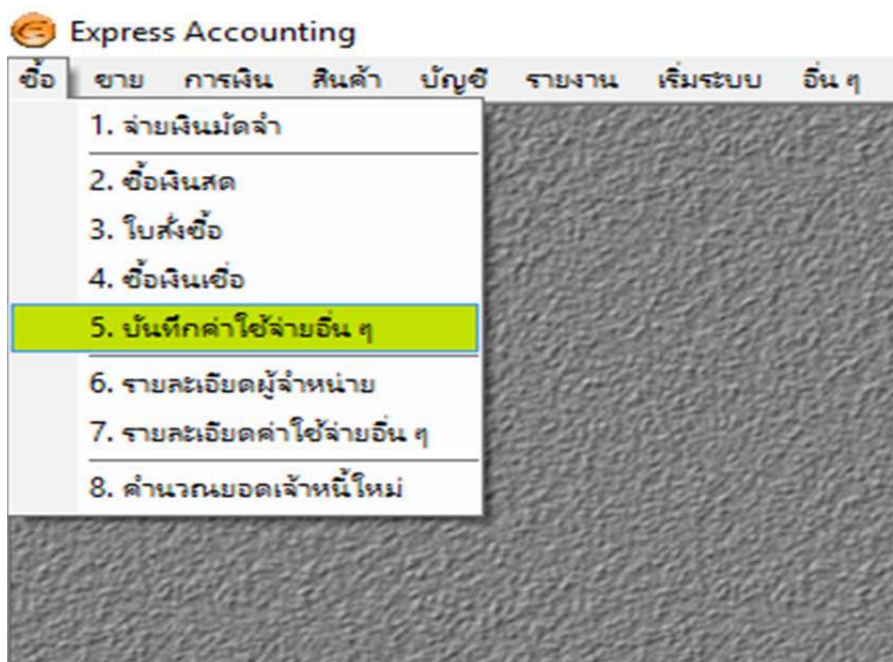 Express Accounting
ซื้อ ขาย การเงิน สินค้า บัญชี รายงาน เริ่มระบบ อื่น ๆ
1. จ่ายเงินมัดจำ
2. ซื้อเงินสด
3. ใบสั่งซื้อ
4. ซื้อเงินเชื่อ
5. บันทึกค่าใช้จ่ายอื่น ๆ
6. รายละเอียดผู้จำหน่าย
7. รายละเอียดค่าใช้จ่ายอื่น ๆ
8. คำนวณยอดเจ้าหนี้ใหม่